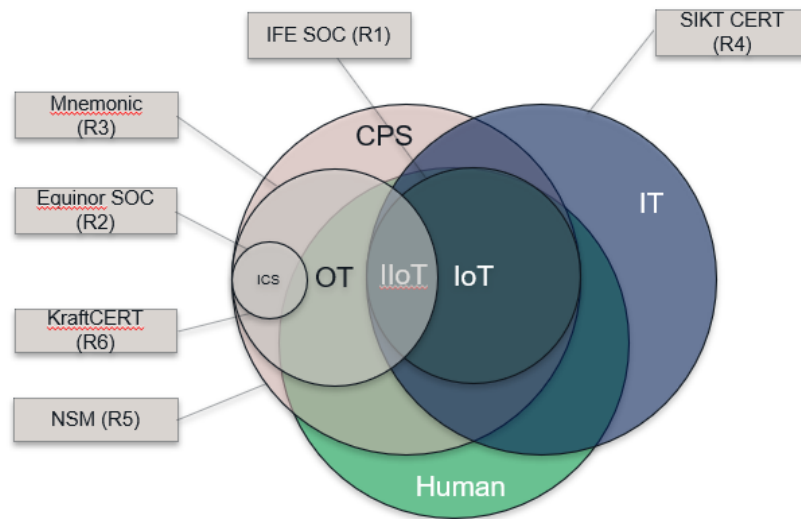 IFE SOC (R1)
SIKT CERT
(R4)
Mnemonic
(R3)
CPS
Equinor SOC
(R2)
IT
ICS
OT
IIoT
IoT
KraftCERT
(R6)
NSM (R5)
Human